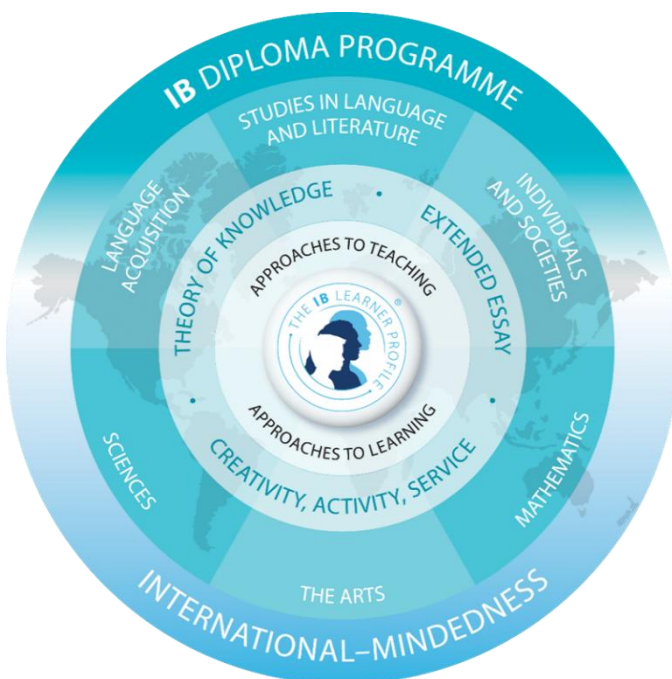 IB DIPLOMA PROGRAMME
STUDIES IN LANGUAGE
AND LITERATURE
LANGUAGE
ACQUISITION
INDIVIDUALS
AND SOCIETIES
THEORY OF KNOWLEDGE
•
EXTENDED ESSAY
APPROACHES TO TEACHING
THE IB LEARNER PROFILE
®
APPROACHES TO LEARNING
•
CREATIVITY, ACTIVITY, SERVICE
•
SCIENCES
MATHEMATICS
THE ARTS
INTERNATIONAL–MINDEDNESS